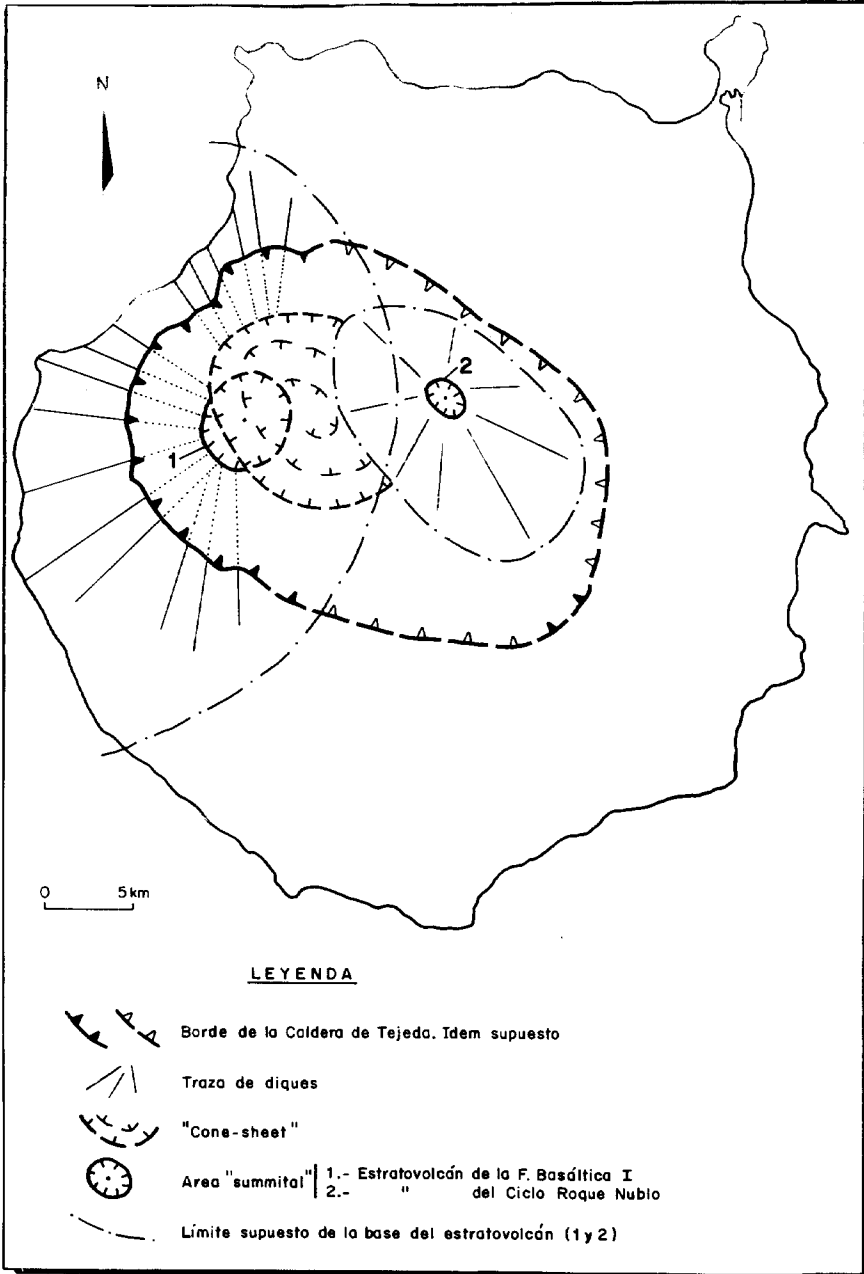 N
2
1
0 5km
LEYENDA
Borde de la Caldera de Tejeda. Idem supuesto
Traza de diques
"Cone-sheet"
Area "summital" 1.- Estratovolcán de la F. Basáltica I
2.- " del Ciclo Roque Nublo
Límite supuesto de la base del estratovolcán (1 y 2)